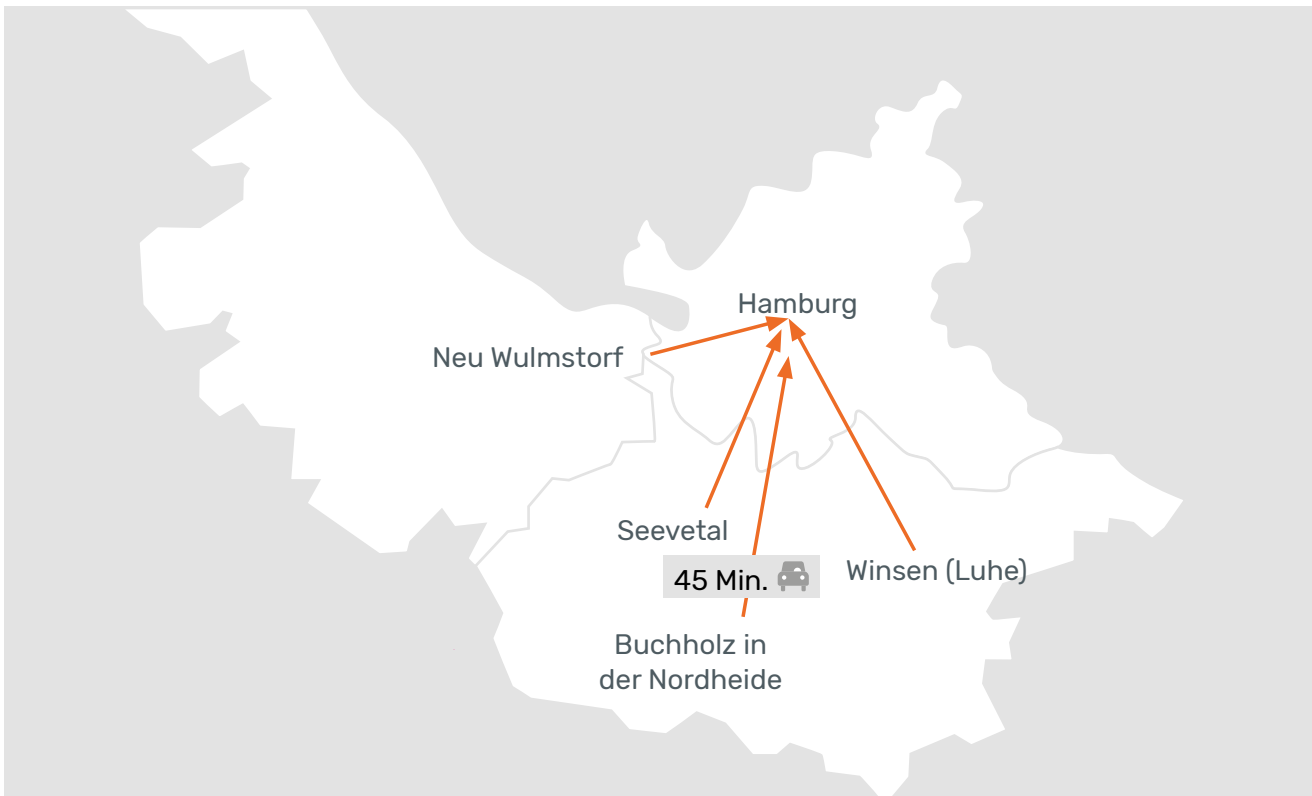 Hamburg
Neu Wulmstorf
Seevetal
45 Min.
Winsen (Luhe)
Buchholz in
der Nordheide